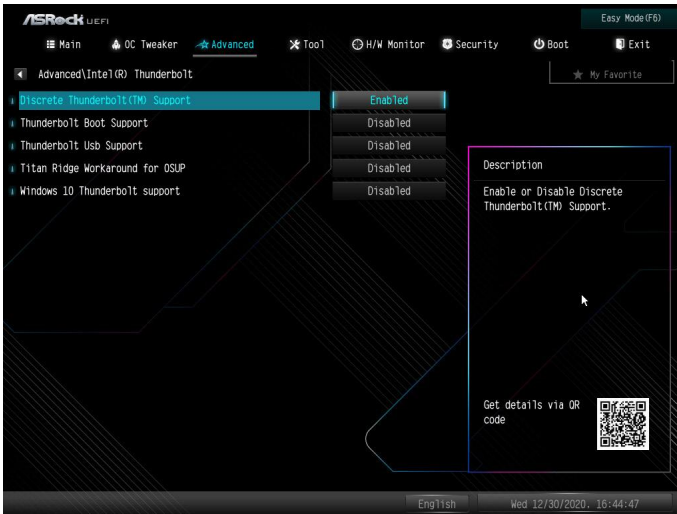 ASRock UEFI
Easy Mode(F6)
Main OC Tweaker Advanced Tool H/W Monitor Security Boot Exit
Advanced\Intel(R) Thunderbolt
My Favorite
Discrete Thunderbolt(TM) Support Enabled
Thunderbolt Boot Support Disabled
Thunderbolt Usb Support Disabled
Titan Ridge Workaround for OSUP Disabled
Windows 10 Thunderbolt support Disabled
Description
Enable or Disable Discrete
Thunderbolt(TM) Support.
Get details via QR
code
English Wed 12/30/2020. 16:44:47